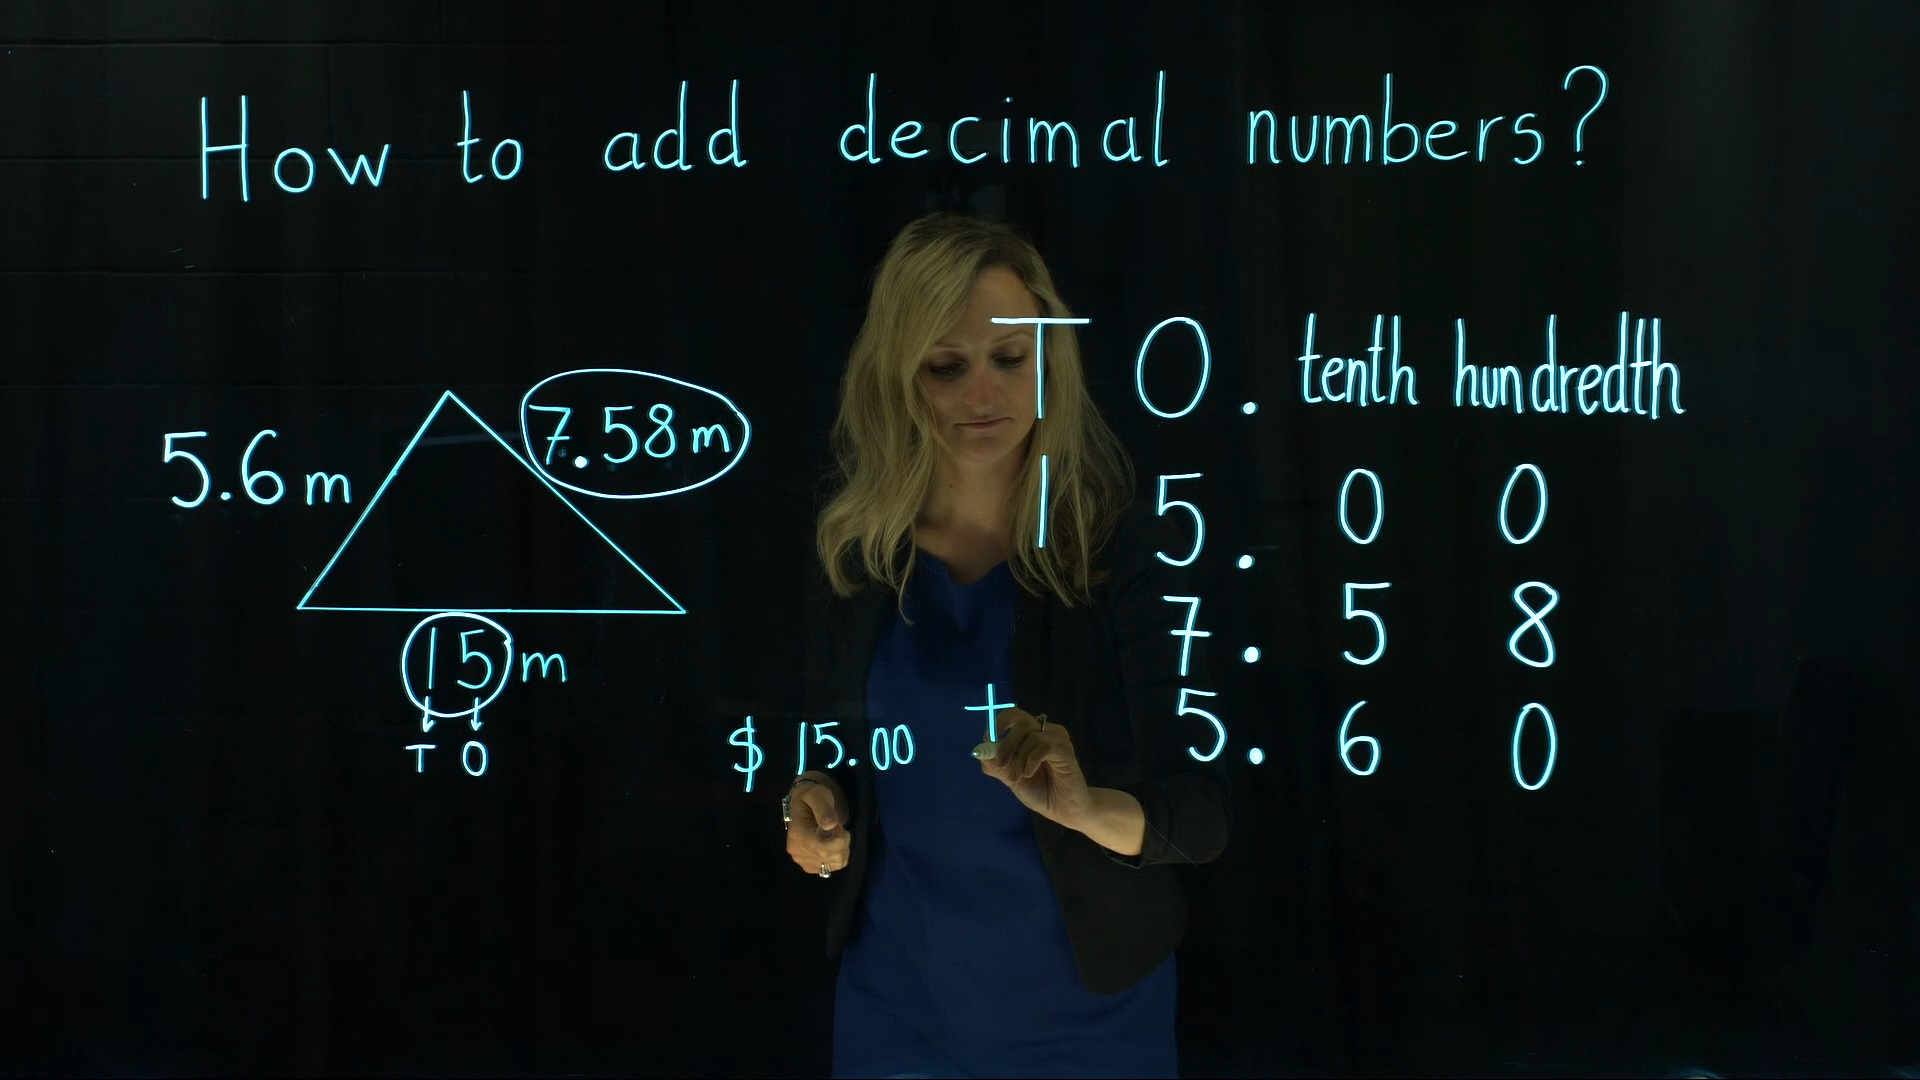 How to add decimal numbers?
5.6 m
7.58 m
15 m
T O
$ 15.00
T O . tenth hundredth
1 5 . 0 0
7 . 5 8
+ 5 . 6 0